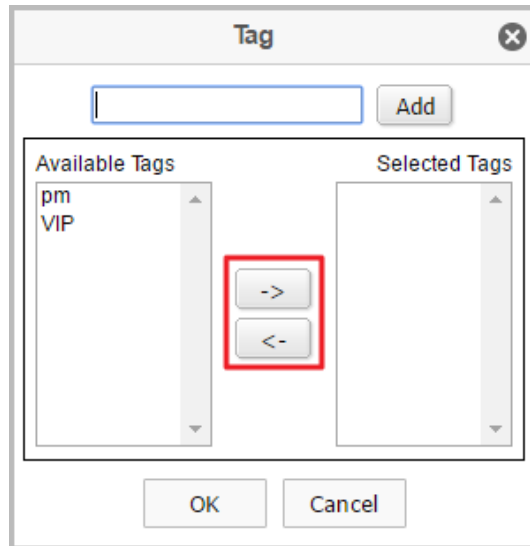 Tag
Add
Available Tags
Selected Tags
pm
VIP
->
<-
OK
Cancel